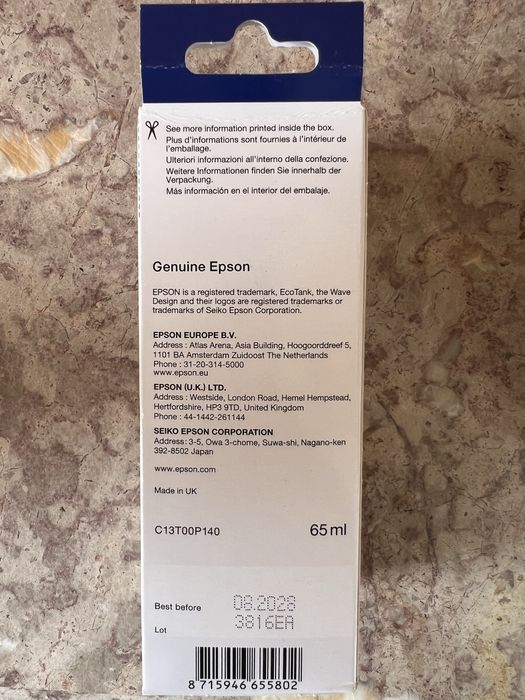 See more information printed inside the box.
Plus d'informations sont fournies à l'intérieur de
l'emballage.
Ulteriori informazioni all'interno della confezione.
Weitere Informationen finden Sie innerhalb der
Verpackung.
Más información en el interior del embalaje.
Genuine Epson
EPSON is a registered trademark, EcoTank, the Wave
Design and their logos are registered trademarks or
trademarks of Seiko Epson Corporation.
EPSON EUROPE B.V.
Address : Atlas Arena, Asia Building, Hoogoorddreef 5,
1101 BA Amsterdam Zuidoost The Netherlands
Phone : 31-20-314-5000
www.epson.eu
EPSON (U.K.) LTD.
Address : Westside, London Road, Hemel Hempstead,
Hertfordshire, HP3 9TD, United Kingdom
Phone : 44-1442-261144
SEIKO EPSON CORPORATION
Address: 3-5, Owa 3-chome, Suwa-shi, Nagano-ken
392-8502 Japan
www.epson.com
Made in UK
C13T00P140 65 ml
Best before 08.2028
Lot 3816EA
8 715946 655802